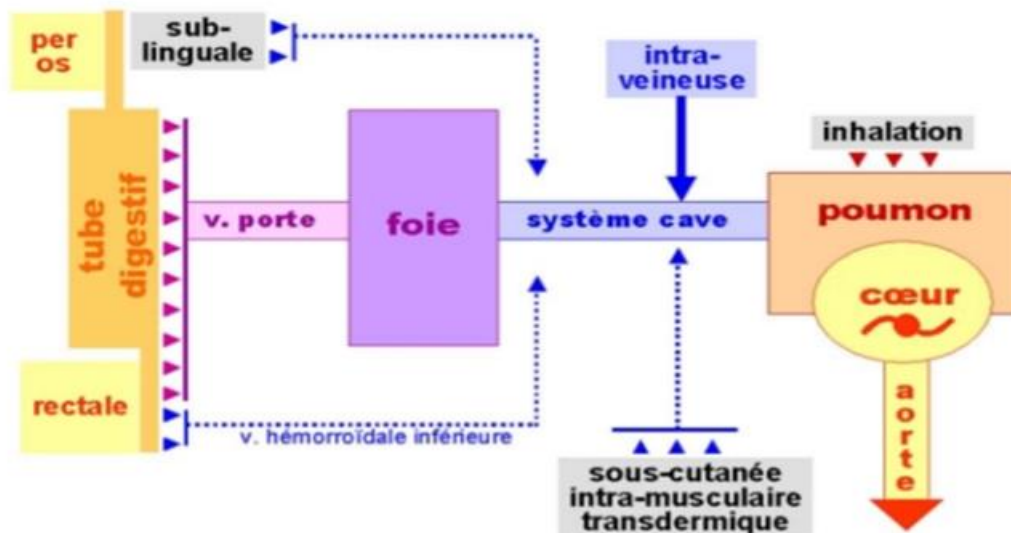 per
os
sub-
linguale
intra-
veineuse
inhalation
tube
digestif
v. porte
foie
système cave
poumon
cœur
rectale
v. hémorroïdale inférieure
aorte
sous-cutanée
intra-musculaire
transdermique